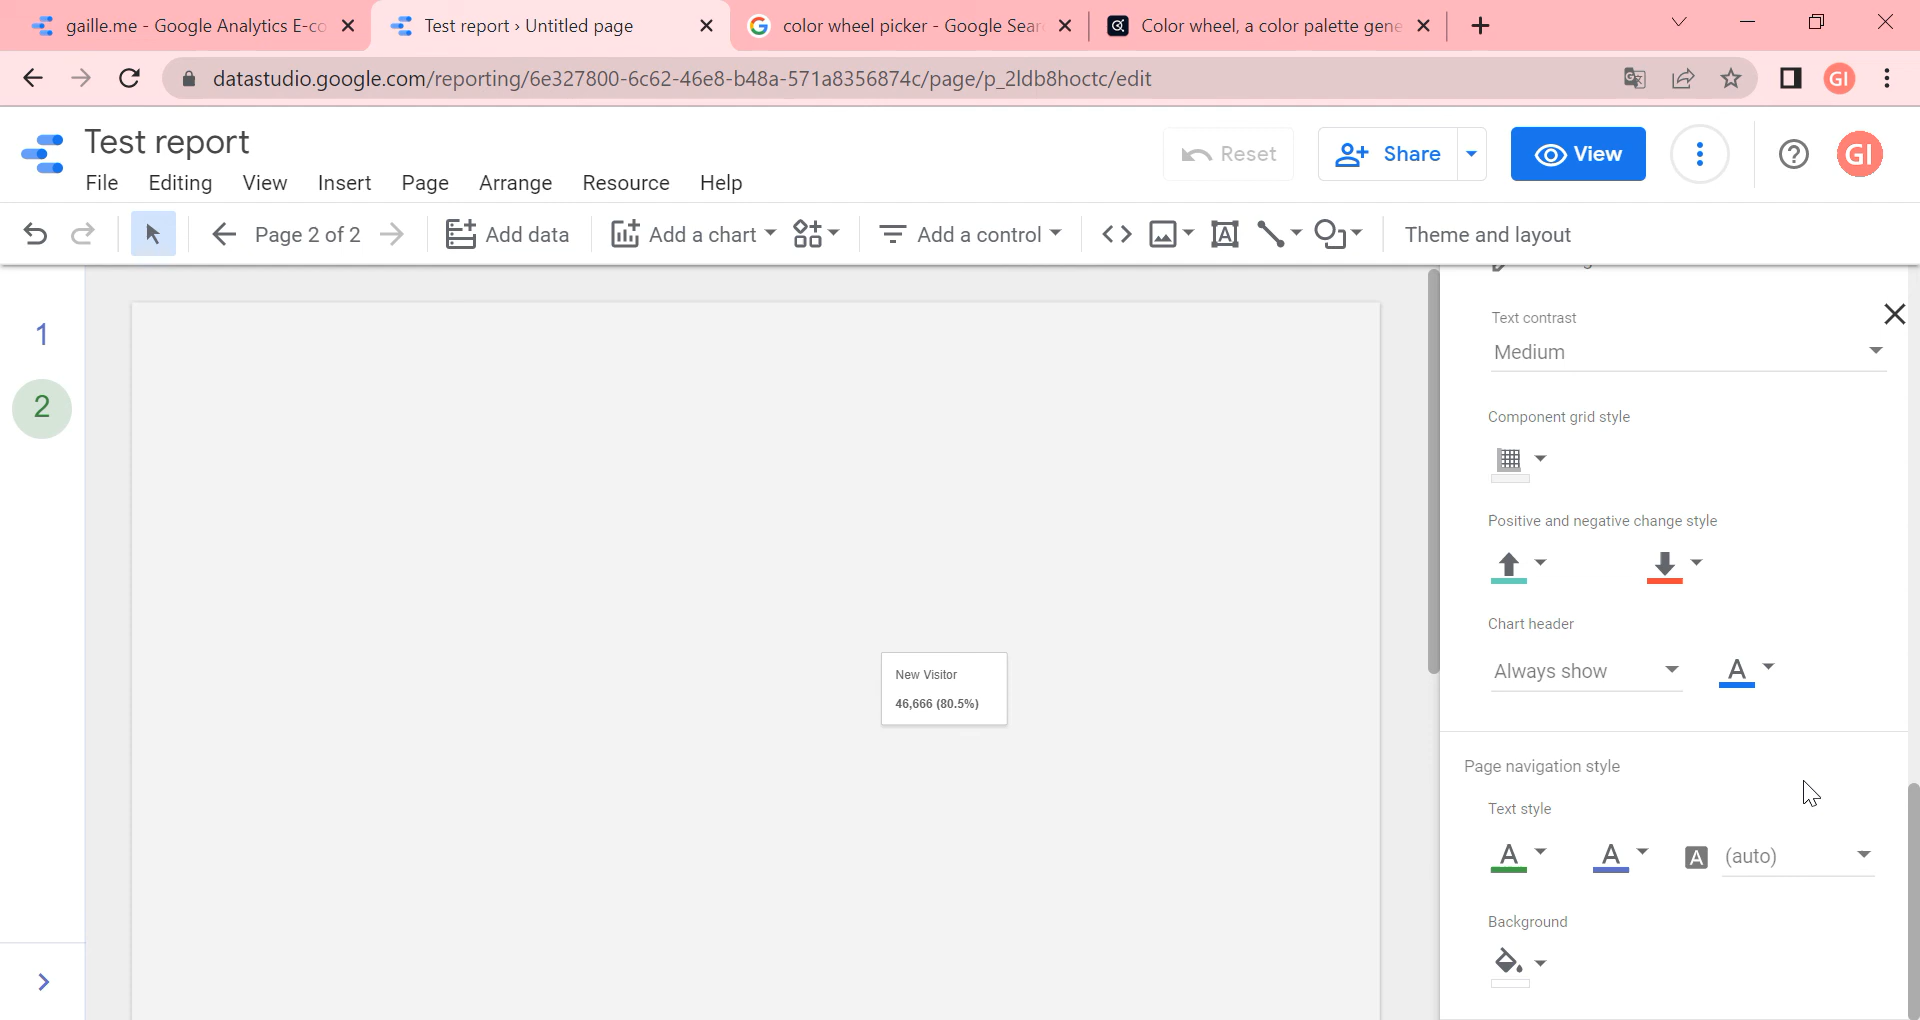 gaille.me - Google Analytics E-co
Test report › Untitled page
color wheel picker - Google Sear
Color wheel, a color palette gene
datastudio.google.com/reporting/6e327800-6c62-46e8-b48a-571a8356874c/page/p_2ldb8hoctc/edit
GI
Test report
Reset
Share
View
GI
File Editing View Insert Page Arrange Resource Help
Page 2 of 2
Add data
Add a chart
Add a control
Theme and layout
1
2
New Visitor
46,666 (80.5%)
Text contrast
Medium
Component grid style
Positive and negative change style
Chart header
Always show
Page navigation style
Text style
(auto)
Background